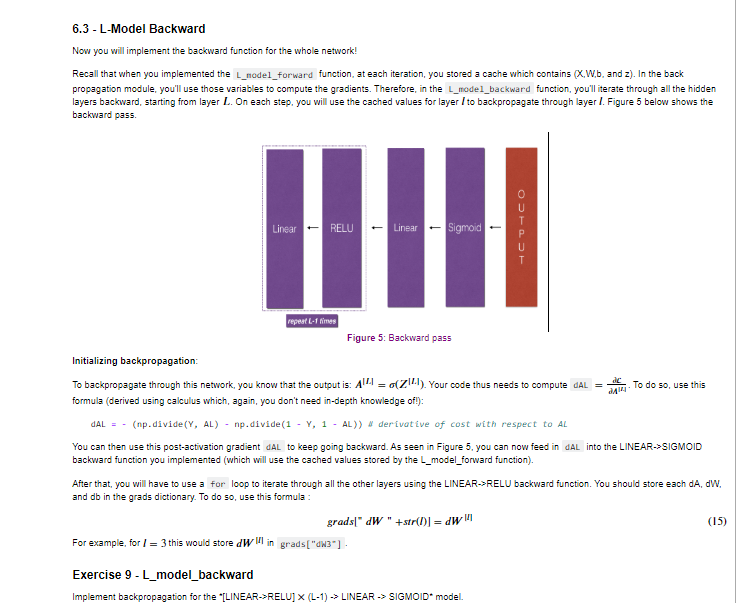 6.3 - L-Model Backward
Now you will implement the backward function for the whole network!
Recall that when you implemented the L_model_forward function, at each iteration, you stored a cache which contains (X,W,b, and z). In the back
propagation module, you'll use those variables to compute the gradients. Therefore, in the L_model_backward function, you'll iterate through all the hidden
layers backward, starting from layer L. On each step, you will use the cached values for layer l to backpropagate through layer l. Figure 5 below shows the
backward pass.
Linear ← RELU ← Linear ← Sigmoid ← OUTPUT
repeat L-1 times
Figure 5: Backward pass
Initializing backpropagation:
To backpropagate through this network, you know that the output is: A^[L] = σ(Z^[L]). Your code thus needs to compute dAL = ∂ℒ/∂A^[L]. To do so, use this
formula (derived using calculus which, again, you don't need in-depth knowledge of!):
dAL = - (np.divide(Y, AL) - np.divide(1 - Y, 1 - AL)) # derivative of cost with respect to AL
You can then use this post-activation gradient dAL to keep going backward. As seen in Figure 5, you can now feed in dAL into the LINEAR->SIGMOID
backward function you implemented (which will use the cached values stored by the L_model_forward function).
After that, you will have to use a for loop to iterate through all the other layers using the LINEAR->RELU backward function. You should store each dA, dW,
and db in the grads dictionary. To do so, use this formula :
grads[" dW " +str(l)] = dW^[l] (15)
For example, for l = 3 this would store dW^[l] in grads["dW3"].
Exercise 9 - L_model_backward
Implement backpropagation for the *[LINEAR->RELU] × (L-1) -> LINEAR -> SIGMOID* model.